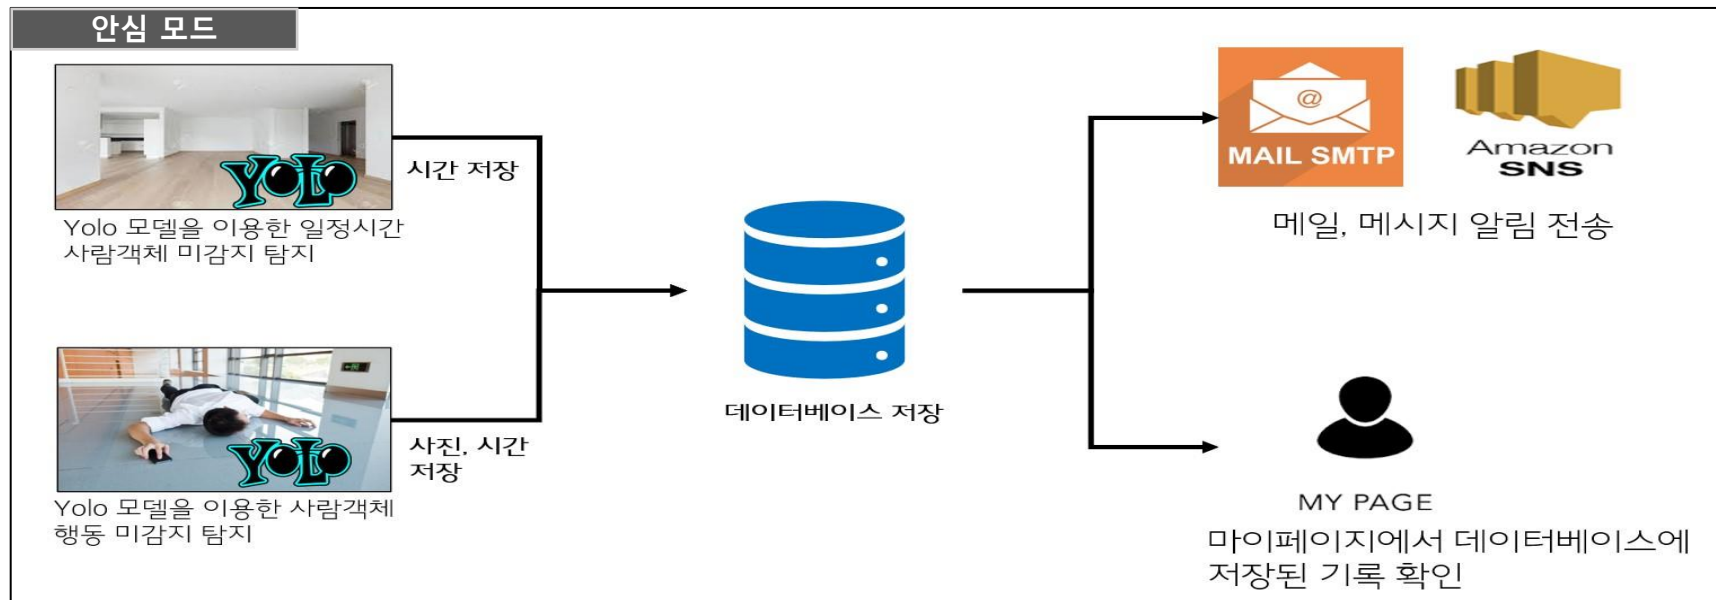 안심 모드
YOLO
시간 저장
Yolo 모델을 이용한 일정시간
사람객체 미감지 탐지
YOLO
사진, 시간
저장
Yolo 모델을 이용한 사람객체
행동 미감지 탐지
데이터베이스 저장
@
MAIL SMTP
Amazon
SNS
메일, 메시지 알림 전송
MY PAGE
마이페이지에서 데이터베이스에
저장된 기록 확인